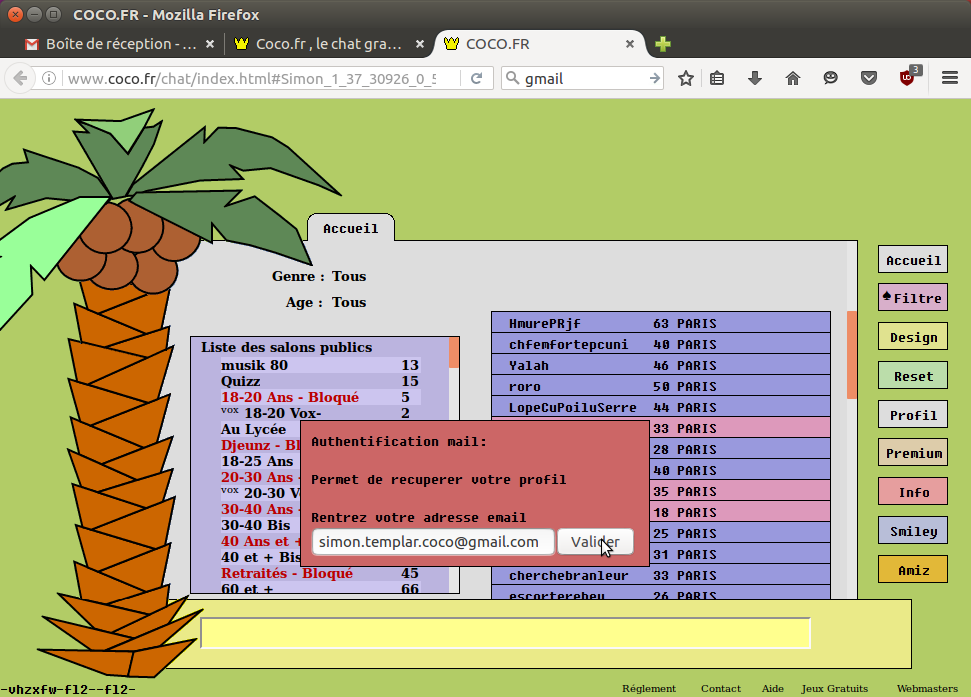 COCO.FR - Mozilla Firefox
Boîte de réception - ...
Coco.fr , le chat gra...
COCO.FR
www.coco.fr/chat/index.html#Simon_1_37_30926_0_5
gmail
3
Accueil
Genre : Tous
Age : Tous
Liste des salons publics
musik 80 13
Quizz 15
18-20 Ans - Bloqué 5
vox 18-20 Vox- 2
Au Lycée
Djeunz - Bl
18-25 Ans
20-30 Ans -
vox 20-30 V
30-40 Ans -
30-40 Bis
40 Ans et +
40 et + Bis
Retraités - Bloqué 45
60 et + 66
HmurePRjf 63 PARIS
chfemfortepcuni 40 PARIS
Yalah 46 PARIS
roro 50 PARIS
LopeCuPoiluSerre 44 PARIS
33 PARIS
28 PARIS
40 PARIS
35 PARIS
18 PARIS
25 PARIS
31 PARIS
cherchebranleur 33 PARIS
escorterebeu 26 PARIS
Authentification mail:
Permet de recuperer votre profil
Rentrez votre adresse email
simon.templar.coco@gmail.com
Valider
Accueil
♠Filtre
Design
Reset
Profil
Premium
Info
Smiley
Amiz
-vhzxfw-fl2--fl2-
Réglement Contact Aide Jeux Gratuits Webmasters